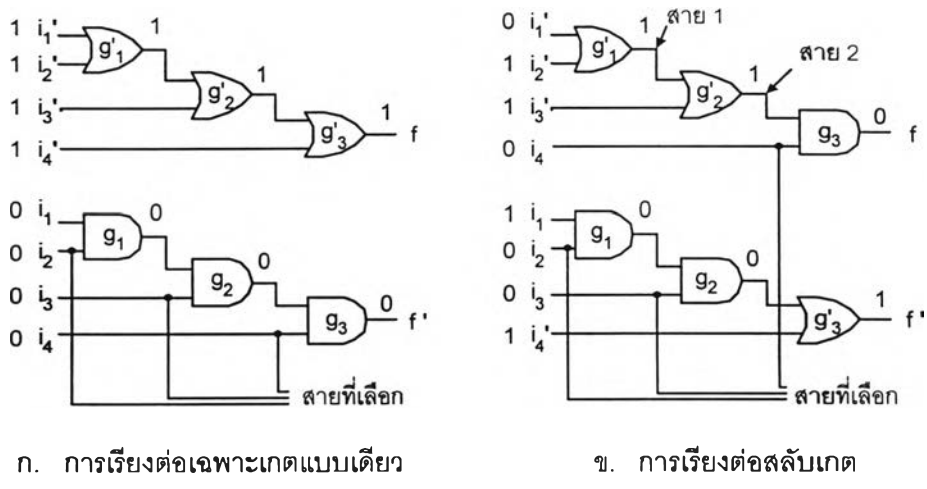 1 i₁' g'₁ 1
1 i₂'
g'₂ 1
1 i₃'
g'₃ 1 f
1 i₄'
0 i₁ g₁ 0
0 i₂
g₂ 0
0 i₃
g₃ 0 f'
0 i₄
สายที่เลือก
ก. การเรียงต่อเฉพาะเกตแบบเดียว
0 i₁' g'₁ 1 สาย 1
1 i₂'
g'₂ 1 สาย 2
1 i₃'
g₃ 0 f
0 i₄
1 i₁ g₁ 0
0 i₂
g₂ 0
0 i₃
g'₃ 1 f'
1 i₄'
สายที่เลือก
ข. การเรียงต่อสลับเกต